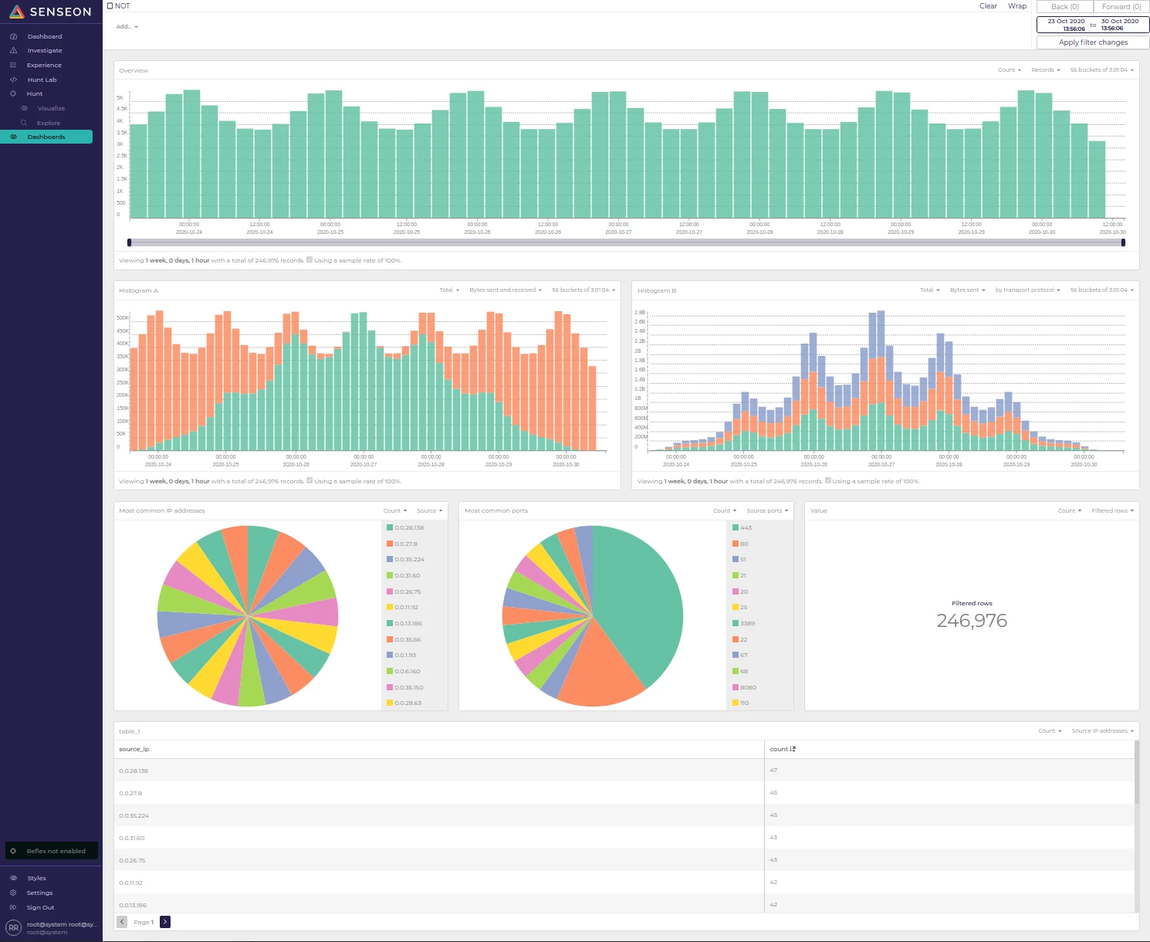 SENSEON
Dashboard
Investigate
Experience
Hunt Lab
Hunt
Visualize
Explore
Dashboards
Reflex not enabled
Styles
Settings
Sign Out
RR
root@system root@sy...
root@system
NOT
Clear Wrap
Add...
Back (0) Forward (0)
23 Oct 2020 to 30 Oct 2020
13:56:06 13:56:06
Apply filter changes
Overview Count Records 56 buckets of 3:01:04
5K
4.5K
4K
3.5K
3K
2.5K
2K
1.5K
1K
500
0
00:00:00 12:00:00 00:00:00 12:00:00 00:00:00 12:00:00 00:00:00 12:00:00 00:00:00 12:00:00 00:00:00 12:00:00 00:00:00 12:00:00
2020-10-24 2020-10-24 2020-10-25 2020-10-25 2020-10-26 2020-10-26 2020-10-27 2020-10-27 2020-10-28 2020-10-28 2020-10-29 2020-10-29 2020-10-30 2020-10-30
Viewing 1 week, 0 days, 1 hour with a total of 246,976 records. Using a sample rate of 100%.
Histogram A Total Bytes sent and received 56 buckets of 3:01:04
500K
450K
400K
350K
300K
250K
200K
150K
100K
50K
0
00:00:00 00:00:00 00:00:00 00:00:00 00:00:00 00:00:00 00:00:00
2020-10-24 2020-10-25 2020-10-26 2020-10-27 2020-10-28 2020-10-29 2020-10-30
Viewing 1 week, 0 days, 1 hour with a total of 246,976 records. Using a sample rate of 100%.
Histogram B Total Bytes sent by transport protocol 56 buckets of 3:01:04
2.8B
2.6B
2.4B
2.2B
2B
1.8B
1.6B
1.4B
1.2B
1B
800M
600M
400M
200M
0
00:00:00 00:00:00 00:00:00 00:00:00 00:00:00 00:00:00 00:00:00
2020-10-24 2020-10-25 2020-10-26 2020-10-27 2020-10-28 2020-10-29 2020-10-30
Viewing 1 week, 0 days, 1 hour with a total of 246,976 records. Using a sample rate of 100%.
Most common IP addresses Count Source
0.0.28.138
0.0.27.8
0.0.35.224
0.0.31.60
0.0.26.75
0.0.11.92
0.0.13.186
0.0.35.66
0.0.1.93
0.0.6.160
0.0.35.150
0.0.28.63
Most common ports Count Source ports
443
80
51
21
20
25
3389
22
67
68
8080
110
Value Count Filtered rows
Filtered rows
246,976
table_1 Count Source IP addresses
source_ip count
0.0.28.138 47
0.0.27.8 45
0.0.35.224 45
0.0.31.60 43
0.0.26.75 43
0.0.11.92 42
0.0.13.186 42
Page 1